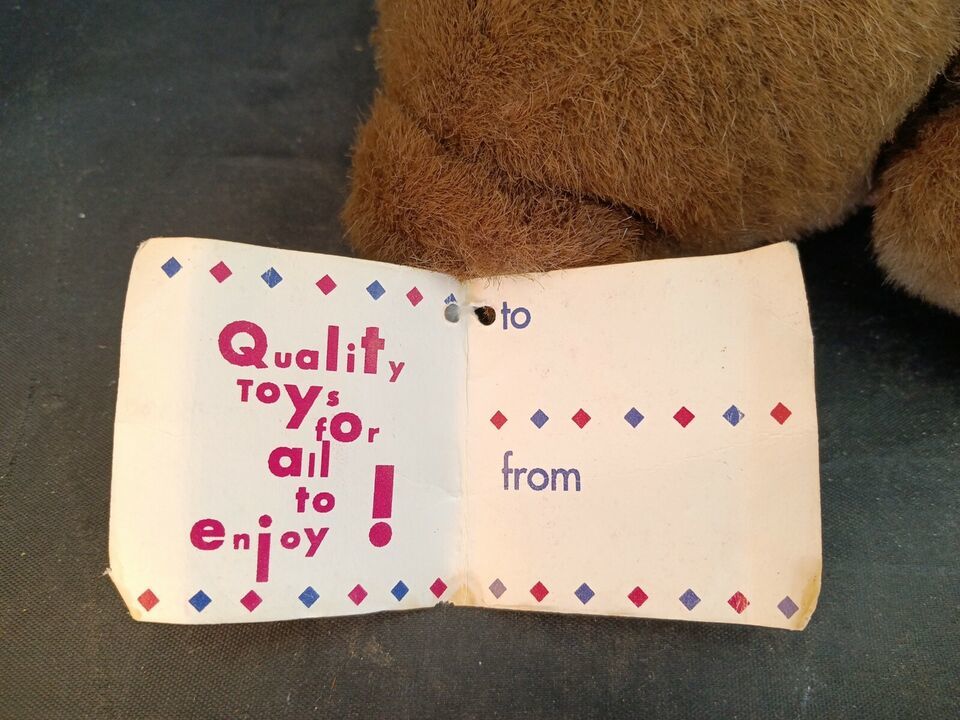 Quality
Toys
for
all
to
enjoy!
to
from